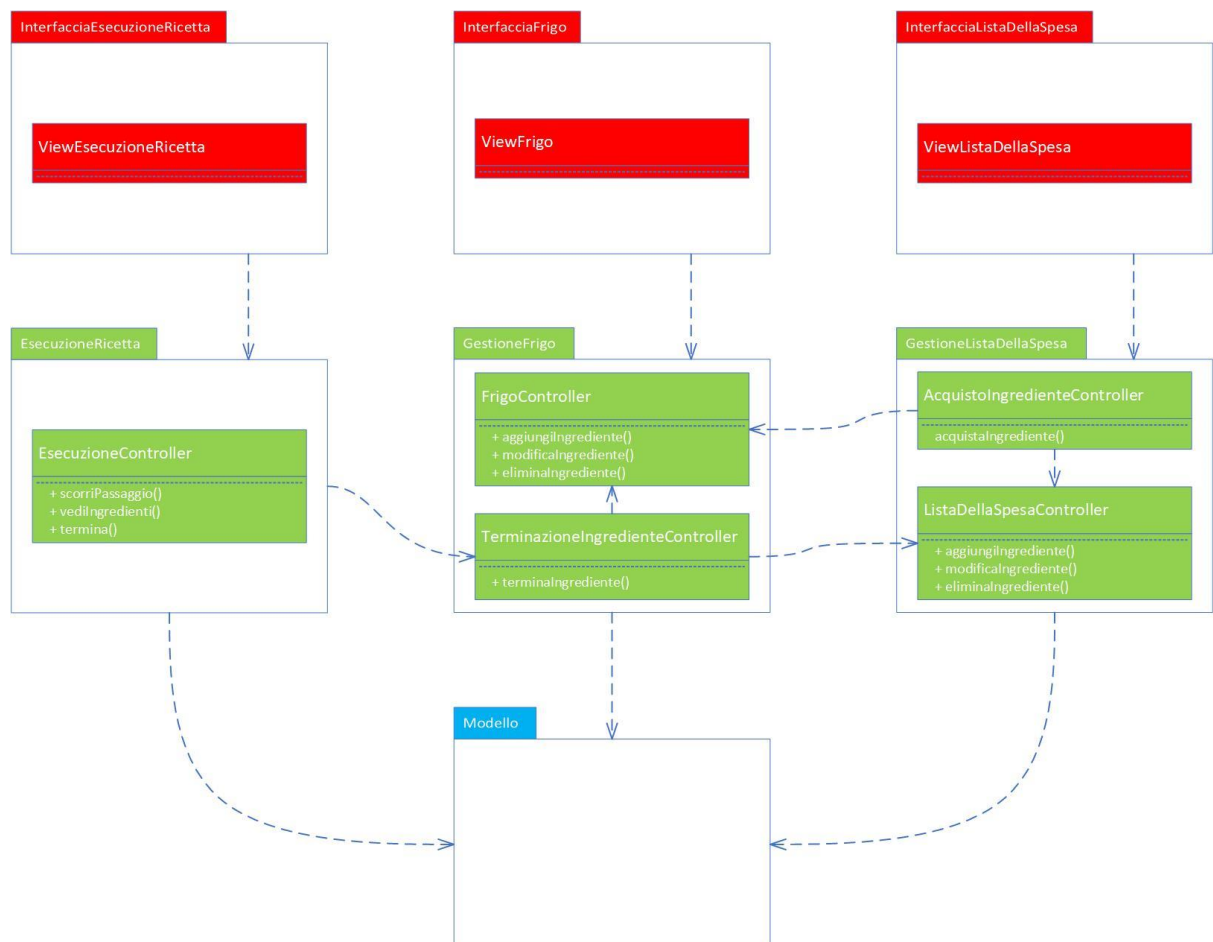 InterfacciaEsecuzioneRicetta
InterfacciaFrigo
InterfacciaListaDellaSpesa
ViewEsecuzioneRicetta
ViewFrigo
ViewListaDellaSpesa
EsecuzioneRicetta
GestioneFrigo
GestioneListaDellaSpesa
EsecuzioneController
+ scorriPassaggio()
+ vediIngredienti()
+ termina()
FrigoController
+ aggiungiIngrediente()
+ modificaIngrediente()
+ eliminaIngrediente()
TerminazioneIngredienteController
+ terminaIngrediente()
AcquistoIngredienteController
acquistaIngrediente()
ListaDellaSpesaController
+ aggiungiIngrediente()
+ modificaIngrediente()
+ eliminaIngrediente()
Modello